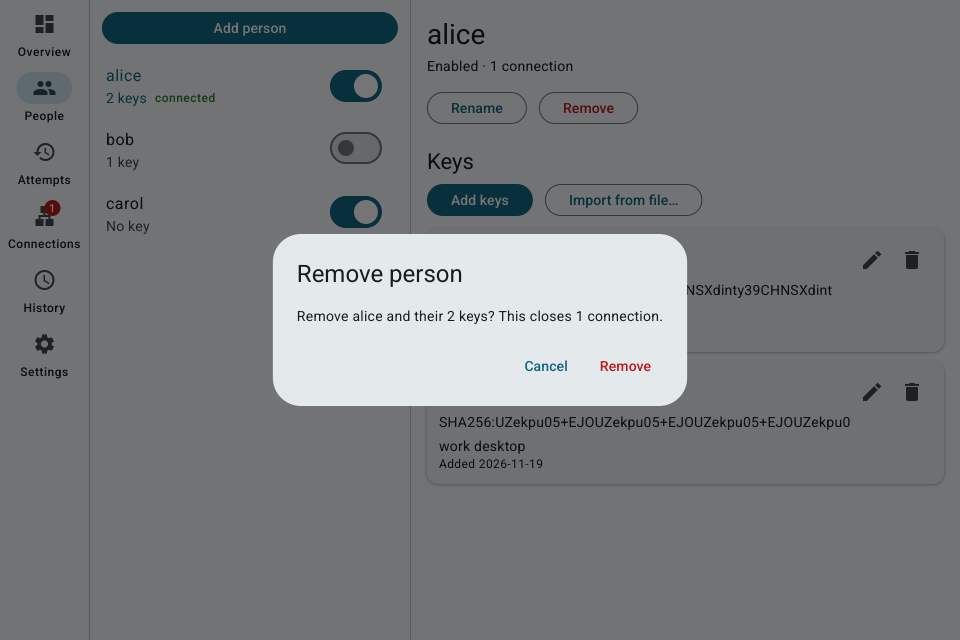 Overview
People
Attempts
1
Connections
History
Settings
Add person
alice
2 keys connected
bob
1 key
carol
No key
alice
Enabled · 1 connection
Rename
Remove
Keys
Add keys
Import from file…
NSXdinty39CHNSXdint
Remove person
Remove alice and their 2 keys? This closes 1 connection.
Cancel
Remove
SHA256:UZekpu05+EJOUZekpu05+EJOUZekpu05+EJOUZekpu0
work desktop
Added 2026-11-19